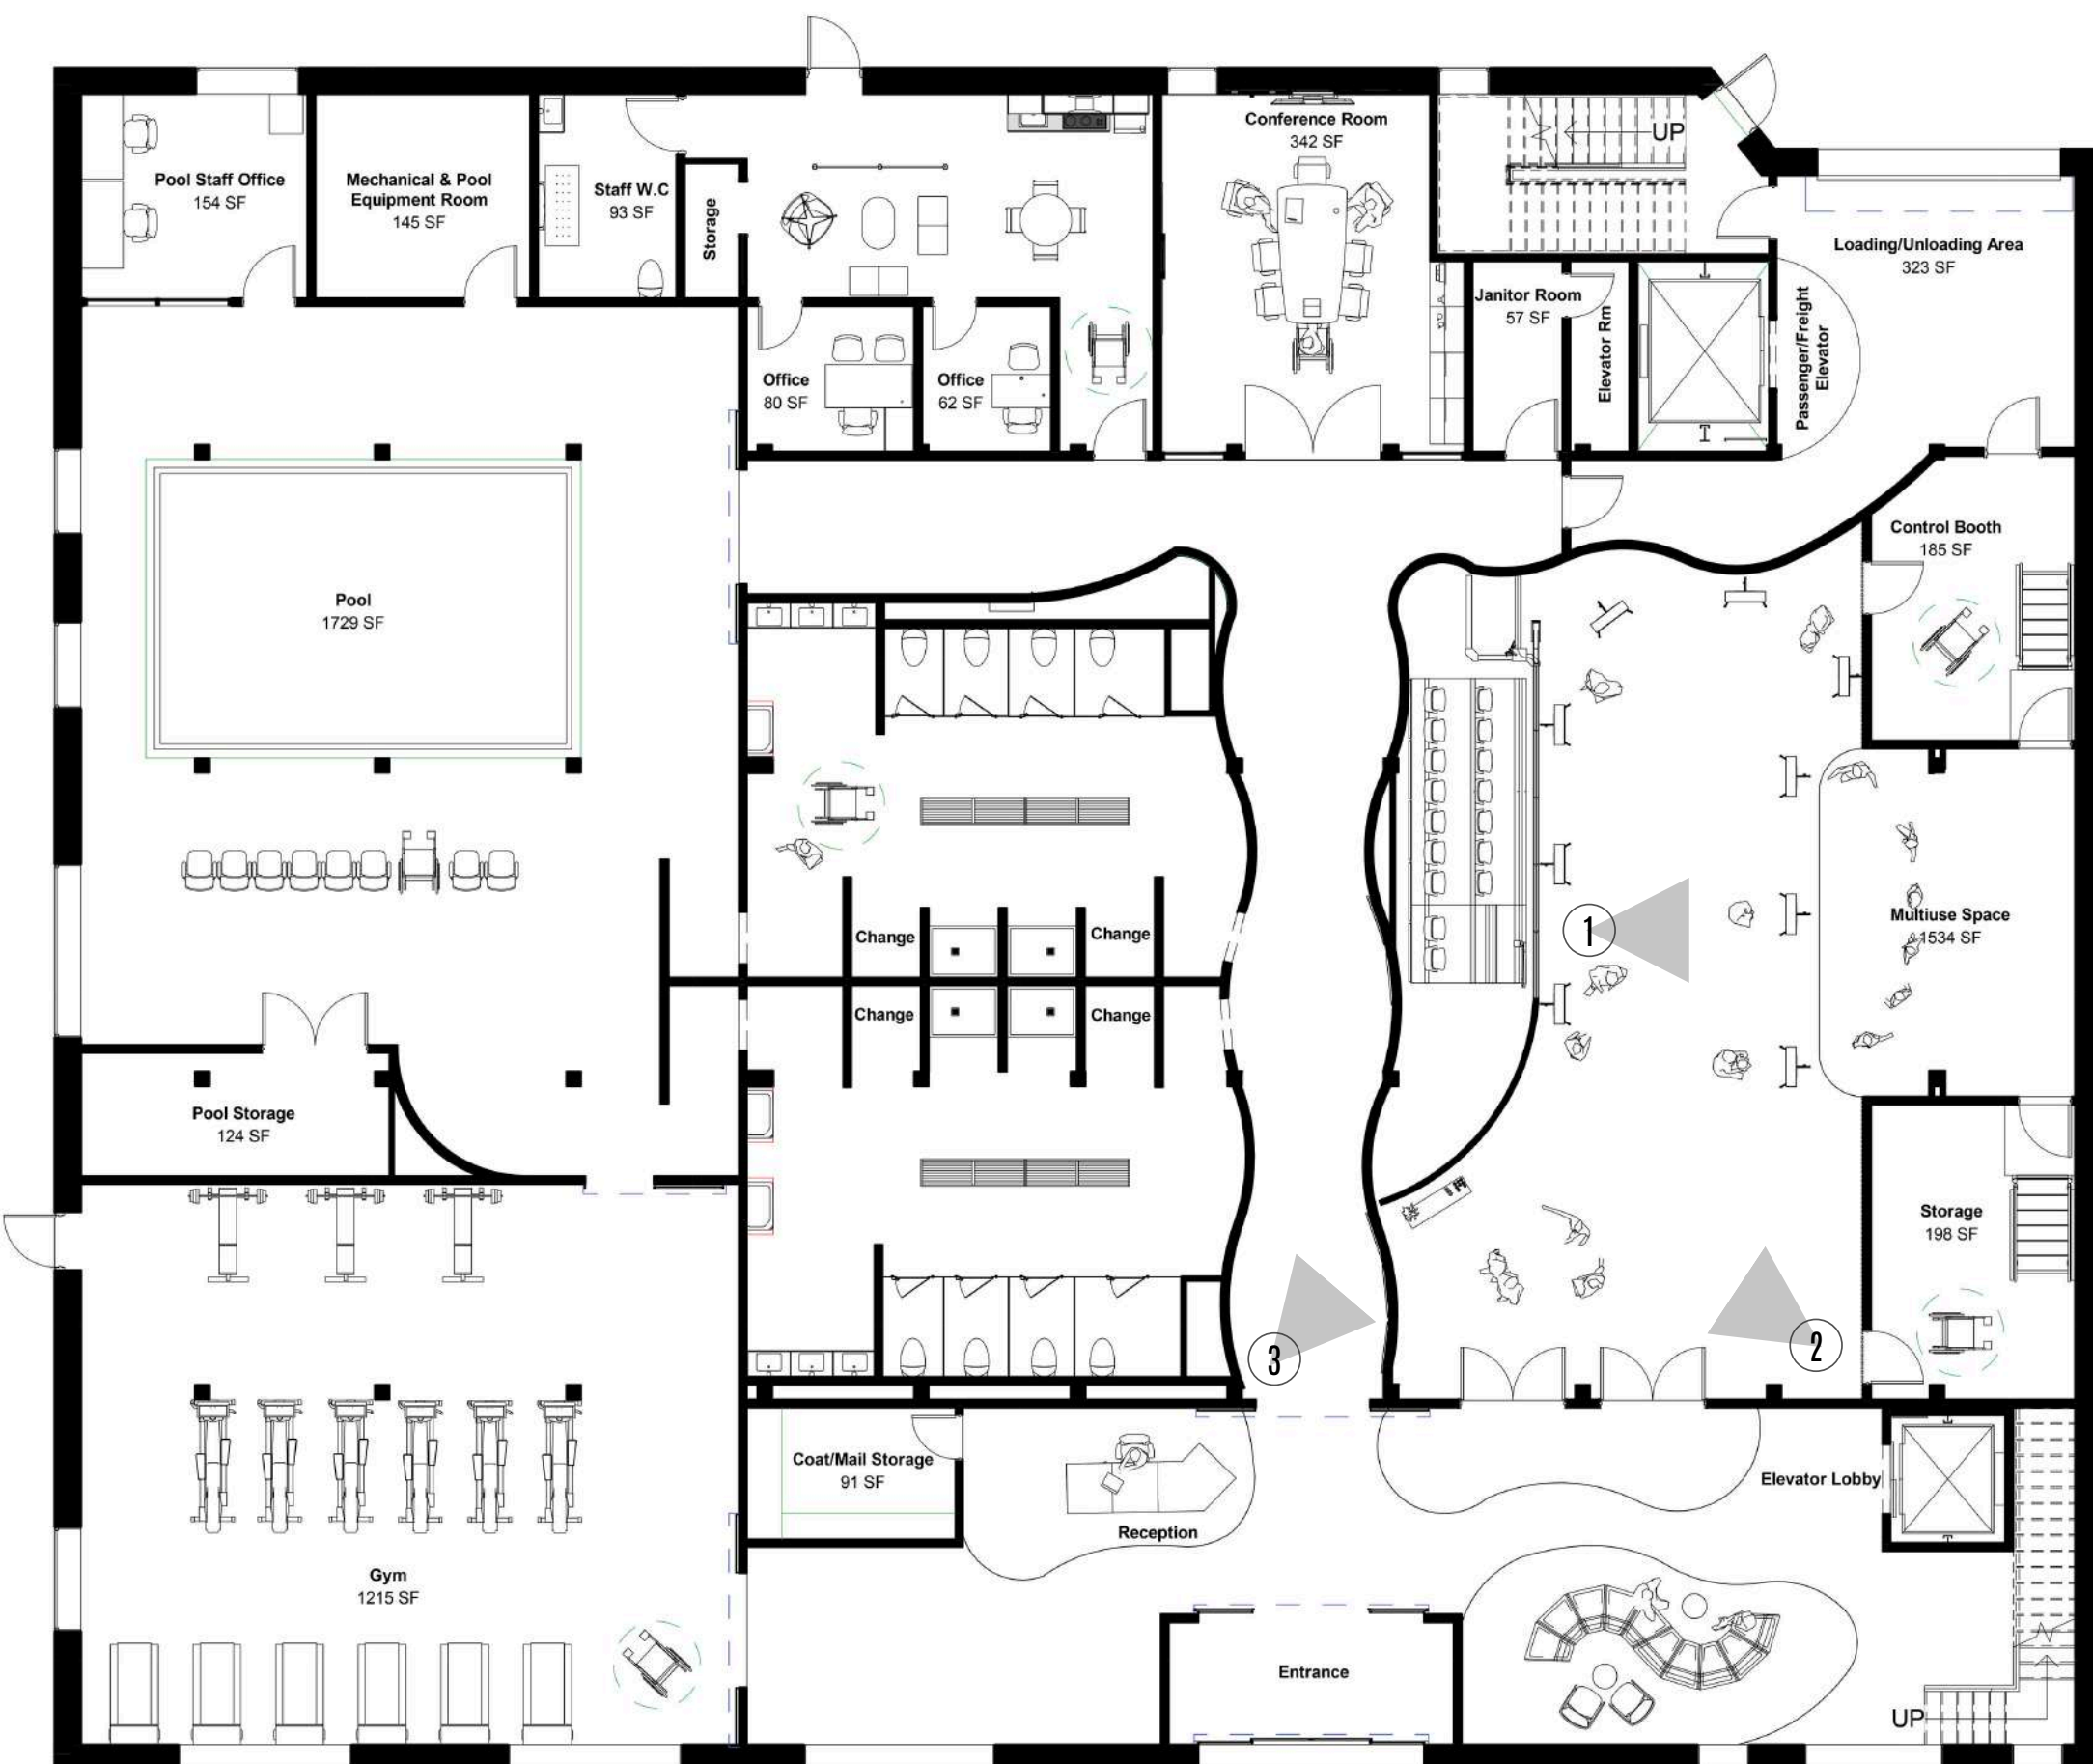 Conference Room
342 SF
UP
Pool Staff Office
154 SF
Mechanical & Pool
Equipment Room
145 SF
Staff W.C
93 SF
Storage
Loading/Unloading Area
323 SF
Janitor Room
57 SF
Elevator Rm
Passenger/Freight
Elevator
Office
80 SF
Office
62 SF
Control Booth
185 SF
Pool
1729 SF
Change
Change
Change
Change
1
Multiuse Space
1534 SF
Pool Storage
124 SF
Storage
198 SF
3
2
Coat/Mail Storage
91 SF
Elevator Lobby
Reception
Gym
1215 SF
Entrance
UP